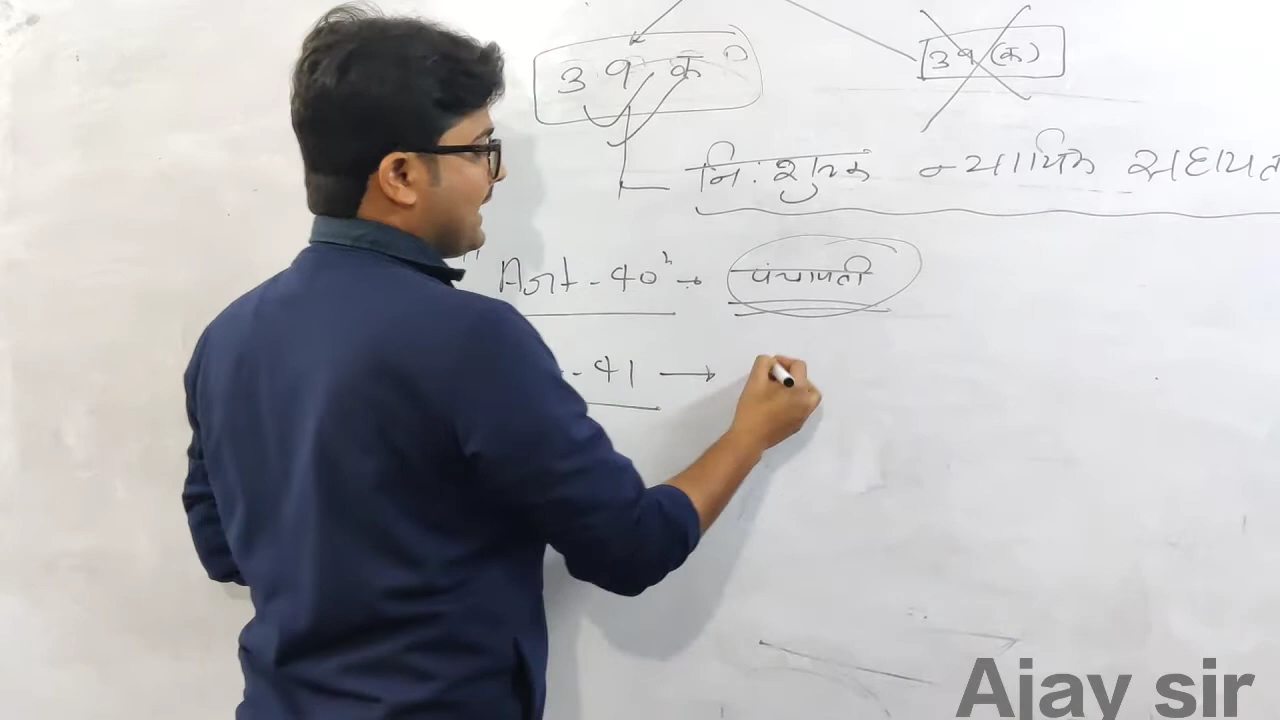 39 क 39 (क)
नि:शुल्क न्यायिक सहायत
Art - 40 → पंचायती
- 41 →
Ajay sir